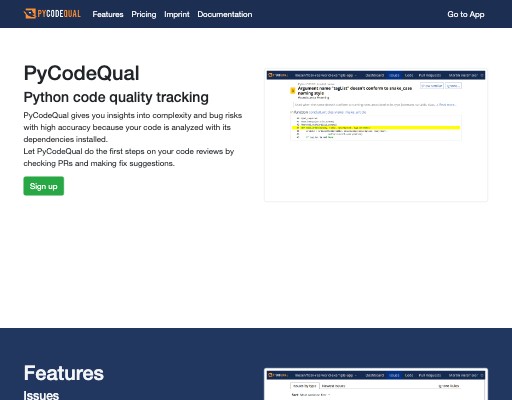 PYCODEQUAL Features Pricing Imprint Documentation Go to App
PyCodeQual
Python code quality tracking
PyCodeQual gives you insights into complexity and bug risks
with high accuracy because your code is analyzed with its
dependencies installed.
Let PyCodeQual do the first steps on your code reviews by
checking PRs and making fix suggestions.
Sign up
Argument name "tagList" doesn't conform to snake_case
naming style
Features
Issues